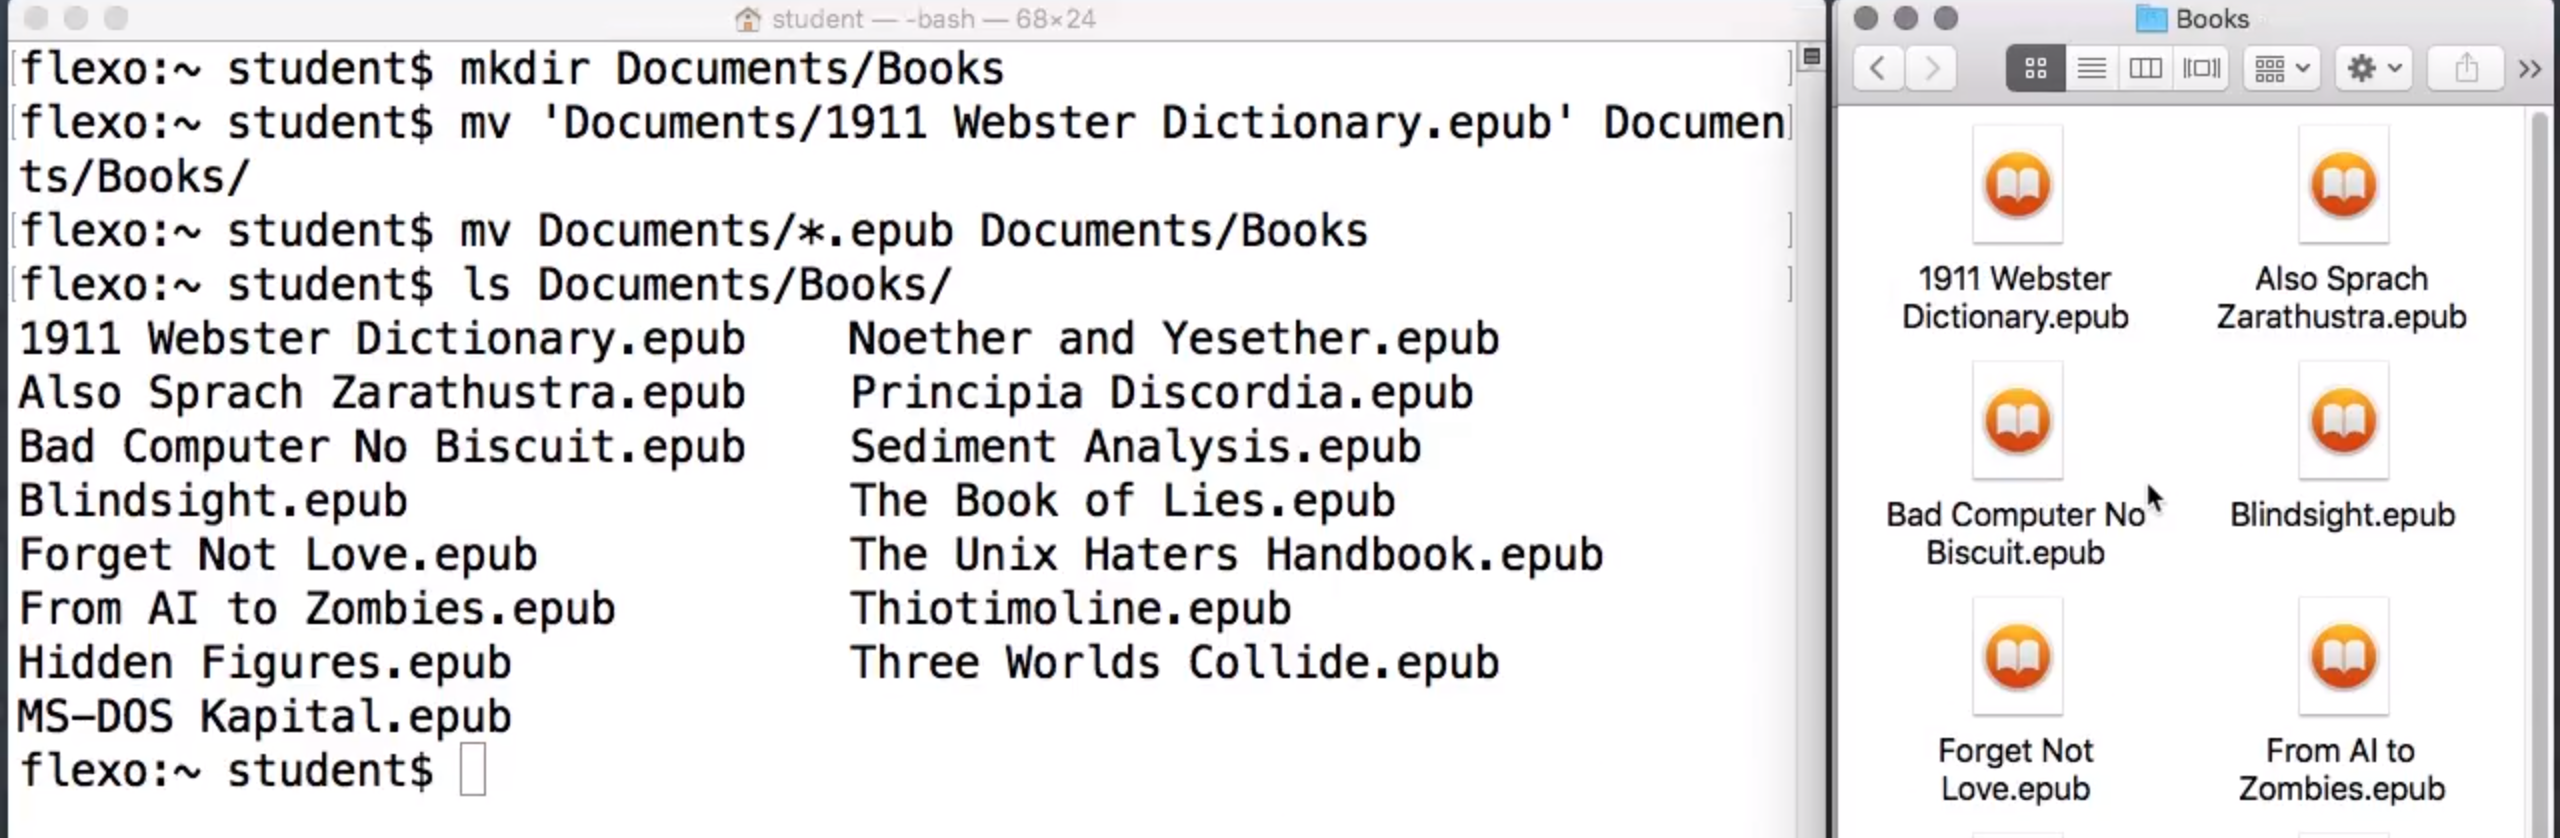 student — -bash — 68×24
flexo:~ student$ mkdir Documents/Books
flexo:~ student$ mv 'Documents/1911 Webster Dictionary.epub' Documen
ts/Books/
flexo:~ student$ mv Documents/*.epub Documents/Books
flexo:~ student$ ls Documents/Books/
1911 Webster Dictionary.epub    Noether and Yesether.epub
Also Sprach Zarathustra.epub    Principia Discordia.epub
Bad Computer No Biscuit.epub    Sediment Analysis.epub
Blindsight.epub                 The Book of Lies.epub
Forget Not Love.epub            The Unix Haters Handbook.epub
From AI to Zombies.epub         Thiotimoline.epub
Hidden Figures.epub             Three Worlds Collide.epub
MS-DOS Kapital.epub
flexo:~ student$
Books
1911 Webster
Dictionary.epub
Also Sprach
Zarathustra.epub
Bad Computer No
Biscuit.epub
Blindsight.epub
Forget Not
Love.epub
From AI to
Zombies.epub